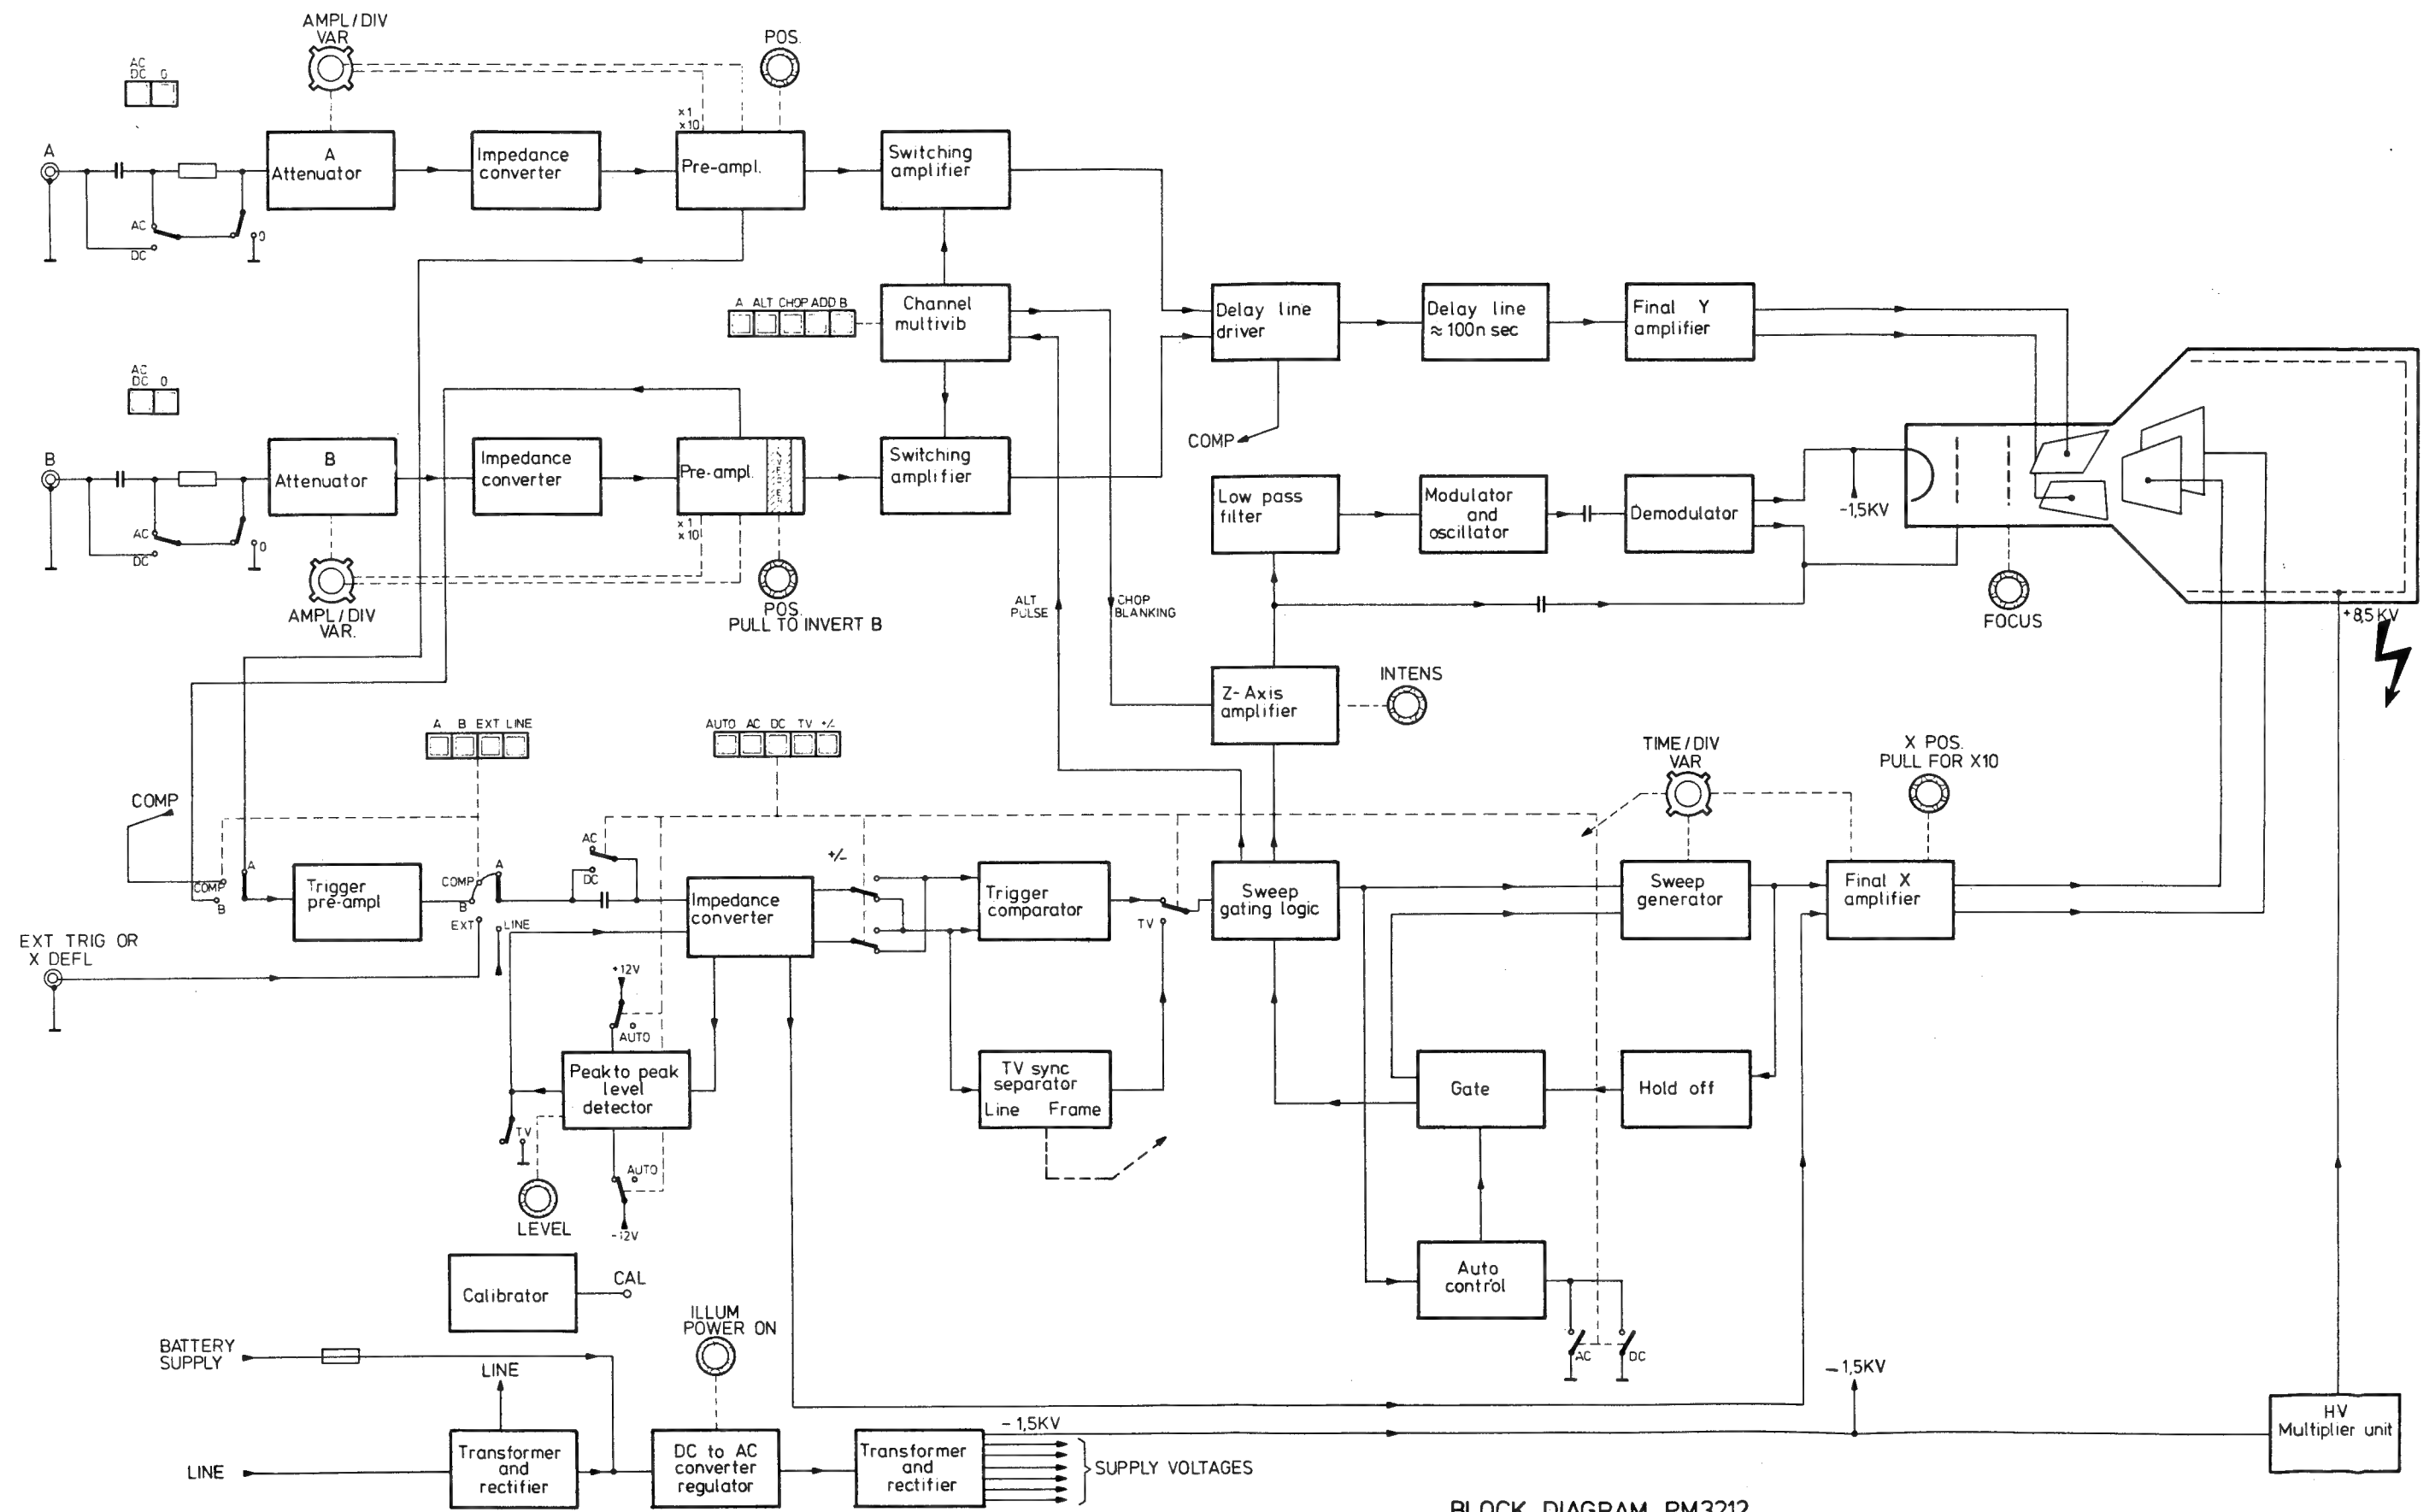 AMPL/DIV
VAR
POS.
AC
DC 0
x1
x10
A
A
Attenuator
Impedance
converter
Pre-ampl.
Switching
amplifier
AC
DC
0
A ALT CHOP ADD B
Channel
multivib
Delay line
driver
Delay line
≈ 100n sec
Final Y
amplifier
AC
DC 0
COMP
B
B
Attenuator
Impedance
converter
Pre-ampl.
Switching
amplifier
Low pass
filter
Modulator
and
oscillator
Demodulator
-1,5KV
AC
DC
0
x1
x10
AMPL/DIV
VAR.
POS.
PULL TO INVERT B
ALT
PULSE
CHOP
BLANKING
FOCUS
+8,5KV
Z-Axis
amplifier
INTENS
A B EXT LINE
AUTO AC DC TV +/-
TIME/DIV
VAR
X POS.
PULL FOR X10
COMP
A
COMP
B
Trigger
pre-ampl
COMP
A
B
EXT
LINE
AC
DC
Impedance
converter
+/-
Trigger
comparator
TV
Sweep
gating logic
Sweep
generator
Final X
amplifier
EXT TRIG OR
X DEFL
+12V
AUTO
Peak to peak
level
detector
TV
AUTO
-12V
LEVEL
TV sync
separator
Line Frame
Gate
Hold off
Auto
control
AC
DC
Calibrator
CAL
ILLUM
POWER ON
BATTERY
SUPPLY
LINE
LINE
Transformer
and
rectifier
DC to AC
converter
regulator
Transformer
and
rectifier
-1,5KV
SUPPLY VOLTAGES
-1,5KV
HV
Multiplier unit
BLOCK DIAGRAM PM3212